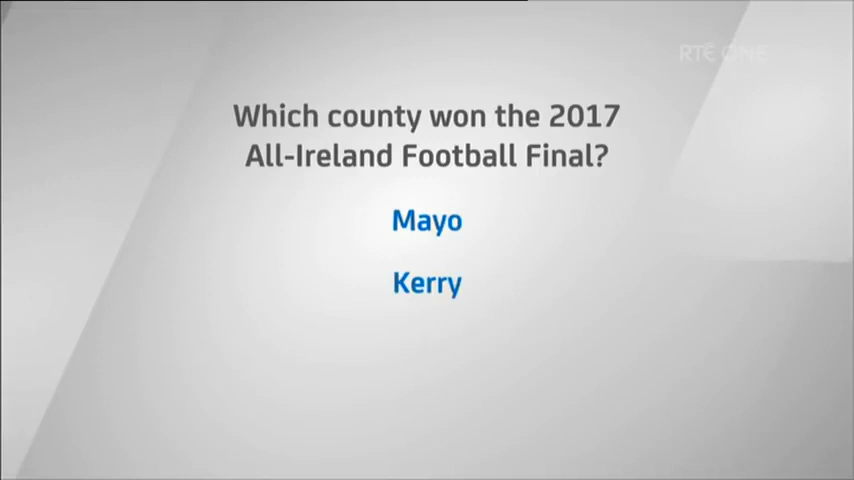 RTÉ ONE
Which county won the 2017
All-Ireland Football Final?
Mayo
Kerry